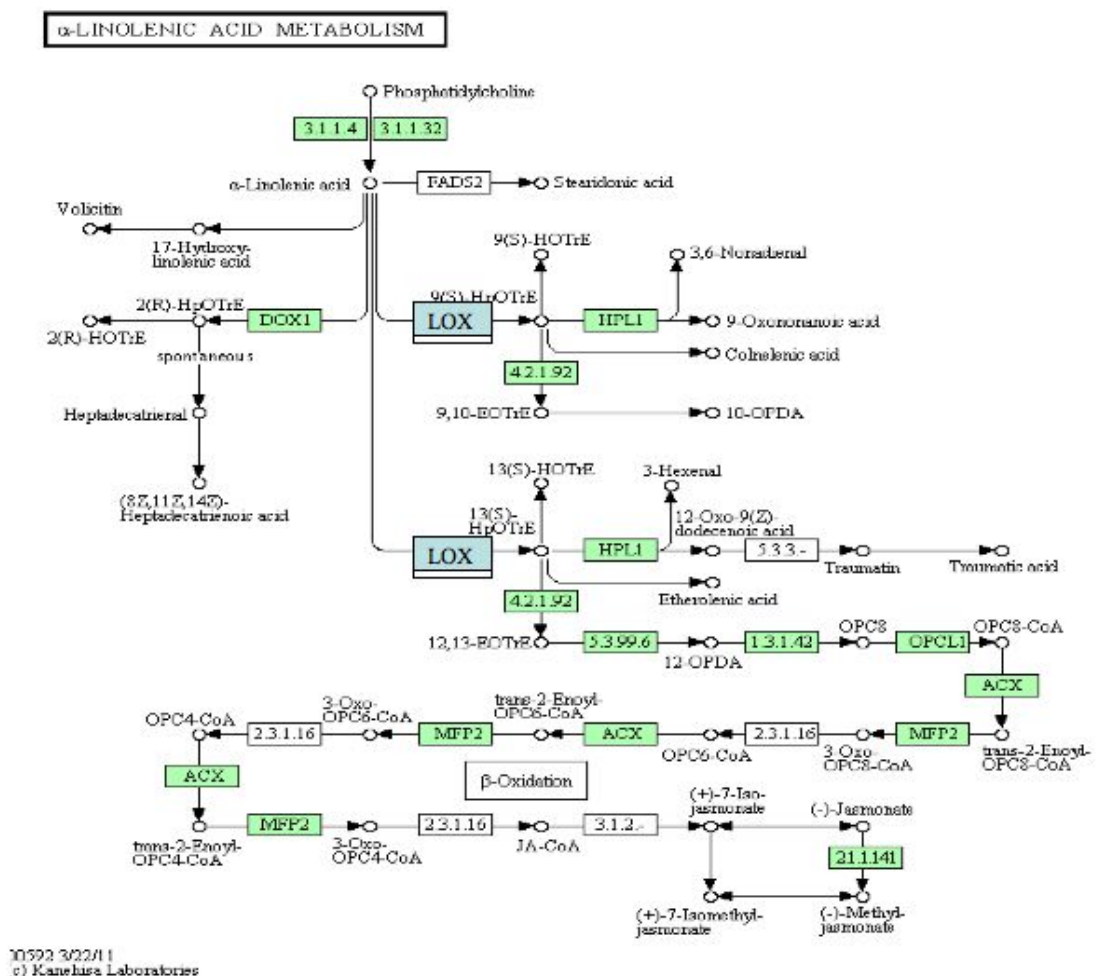 α-LINOLENIC ACID METABOLISM
Phosphatidylcholine
3.1.1.4
3.1.1.32
α-Linolenic acid
FADS2
Stearidonic acid
Volicitin
17-Hydroxy-
linolenic acid
9(S)-HOTrE
3,6-Nonadienal
2(R)-HpOTrE
DOX1
9(S)-HpOTrE
LOX
HPL1
9-Oxononanoic acid
2(R)-HOTrE
spontaneous
Colnelenic acid
4.2.1.92
Heptadecatrienal
9,10-EOTrE
10-OPDA
13(S)-HOTrE
3-Hexenal
(8Z,11Z,14Z)-
Heptadecatrienoic acid
13(S)-
HpOTrE
12-Oxo-9(Z)-
dodecenoic acid
LOX
HPL1
5.3.3.-
Traumatin
Traumatic acid
4.2.1.92
Etherolenic acid
12,13-EOTrE
5.3.99.6
12-OPDA
1.3.1.42
OPC8
OPCL1
OPC8-CoA
ACX
OPC4-CoA
2.3.1.16
3-Oxo-
OPC6-CoA
MFP2
trans-2-Enoyl-
OPC6-CoA
ACX
OPC6-CoA
2.3.1.16
3-Oxo-
OPC8-CoA
MFP2
trans-2-Enoyl-
OPC8-CoA
ACX
β-Oxidation
trans-2-Enoyl-
OPC4-CoA
MFP2
3-Oxo-
OPC4-CoA
2.3.1.16
JA-CoA
3.1.2.-
(+)-7-Iso-
jasmonate
(-)-Jasmonate
2.1.1.141
(+)-7-Isomethyl-
jasmonate
(-)-Methyl-
jasmonate
00592 3/22/11
c) Kanehisa Laboratories